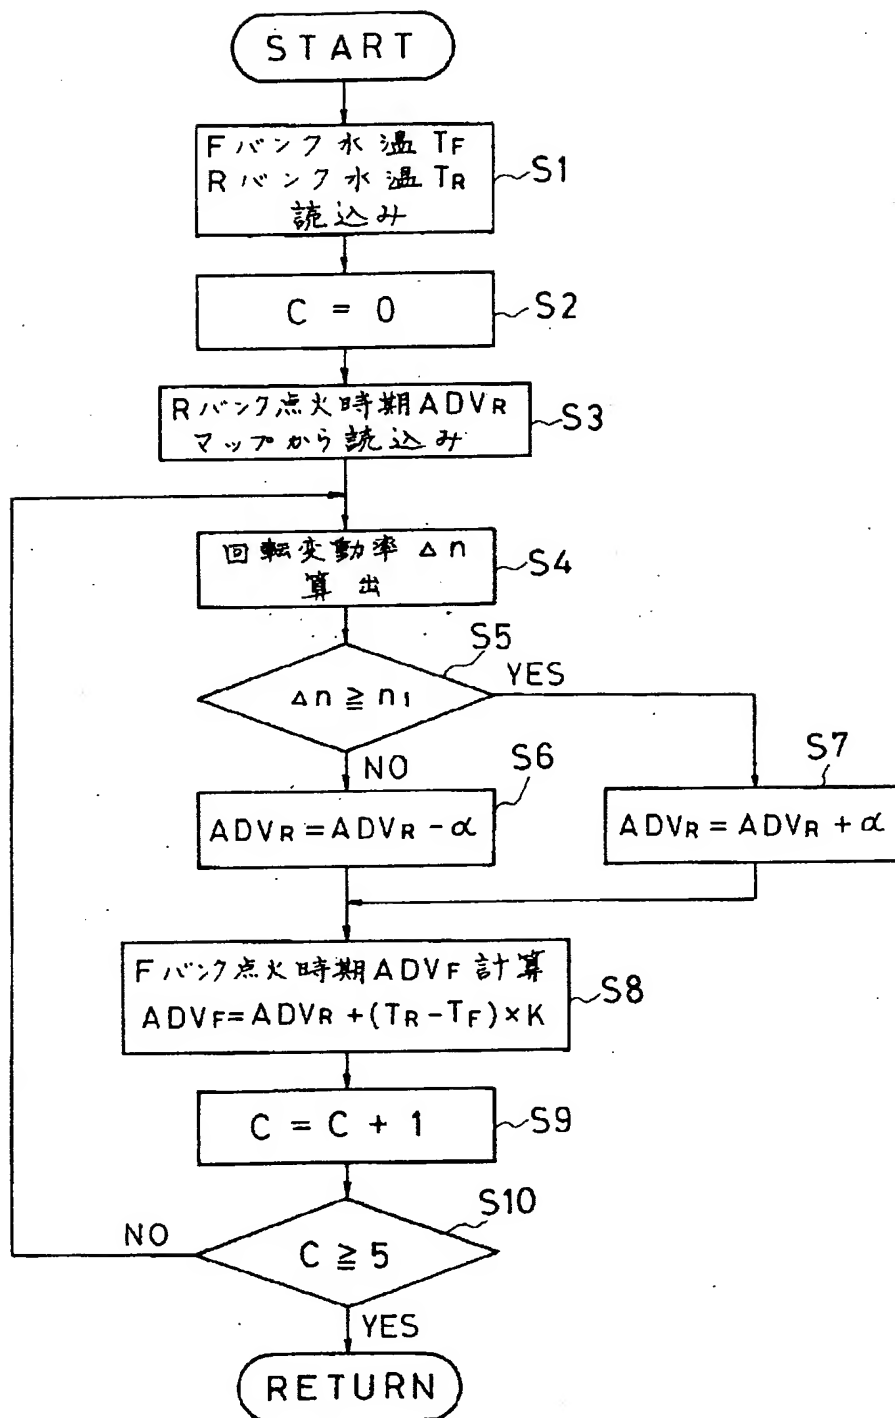 START
Fバンク水温TF
Rバンク水温TR
読込み
S1
C = 0
S2
Rバンク点火時期ADVR
マップから読込み
S3
回転変動率 Δn
算出
S4
S5
Δn ≧ n1
YES
NO
S6
ADVR = ADVR - α
S7
ADVR = ADVR + α
Fバンク点火時期ADVF計算
ADVF=ADVR+(TR-TF)×K
S8
C = C + 1
S9
S10
C ≧ 5
NO
YES
RETURN